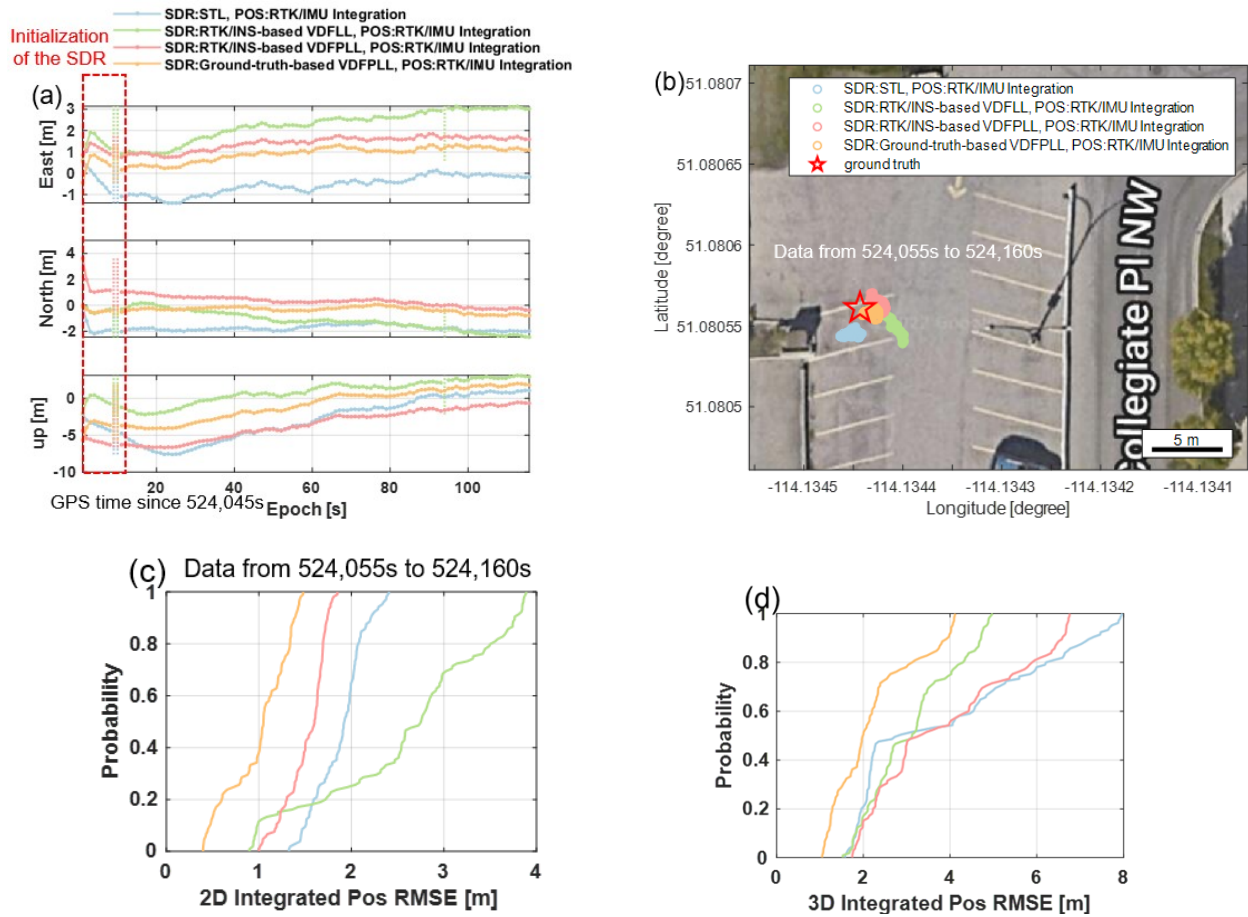 SDR:STL, POS:RTK/IMU Integration
SDR:RTK/INS-based VDFLL, POS:RTK/IMU Integration
SDR:RTK/INS-based VDFPLL, POS:RTK/IMU Integration
SDR:Ground-truth-based VDFPLL, POS:RTK/IMU Integration
Initialization
of the SDR
(a)
East [m]
3
2
1
0
-1
North [m]
4
2
0
-2
up [m]
0
-5
-10
20
40
60
80
100
GPS time since 524,045s
Epoch [s]
(b)
SDR:STL, POS:RTK/IMU Integration
SDR:RTK/INS-based VDFLL, POS:RTK/IMU Integration
SDR:RTK/INS-based VDFPLL, POS:RTK/IMU Integration
SDR:Ground-truth-based VDFPLL, POS:RTK/IMU Integration
ground truth
Data from 524,055s to 524,160s
Collegiate Pl NW
5 m
Latitude [degree]
51.0807
51.08065
51.0806
51.08055
51.0805
-114.1345
-114.1344
-114.1343
-114.1342
-114.1341
Longitude [degree]
(c)
Data from 524,055s to 524,160s
Probability
1
0.8
0.6
0.4
0.2
0
0
1
2
3
4
2D Integrated Pos RMSE [m]
(d)
Probability
1
0.8
0.6
0.4
0.2
0
0
2
4
6
8
3D Integrated Pos RMSE [m]